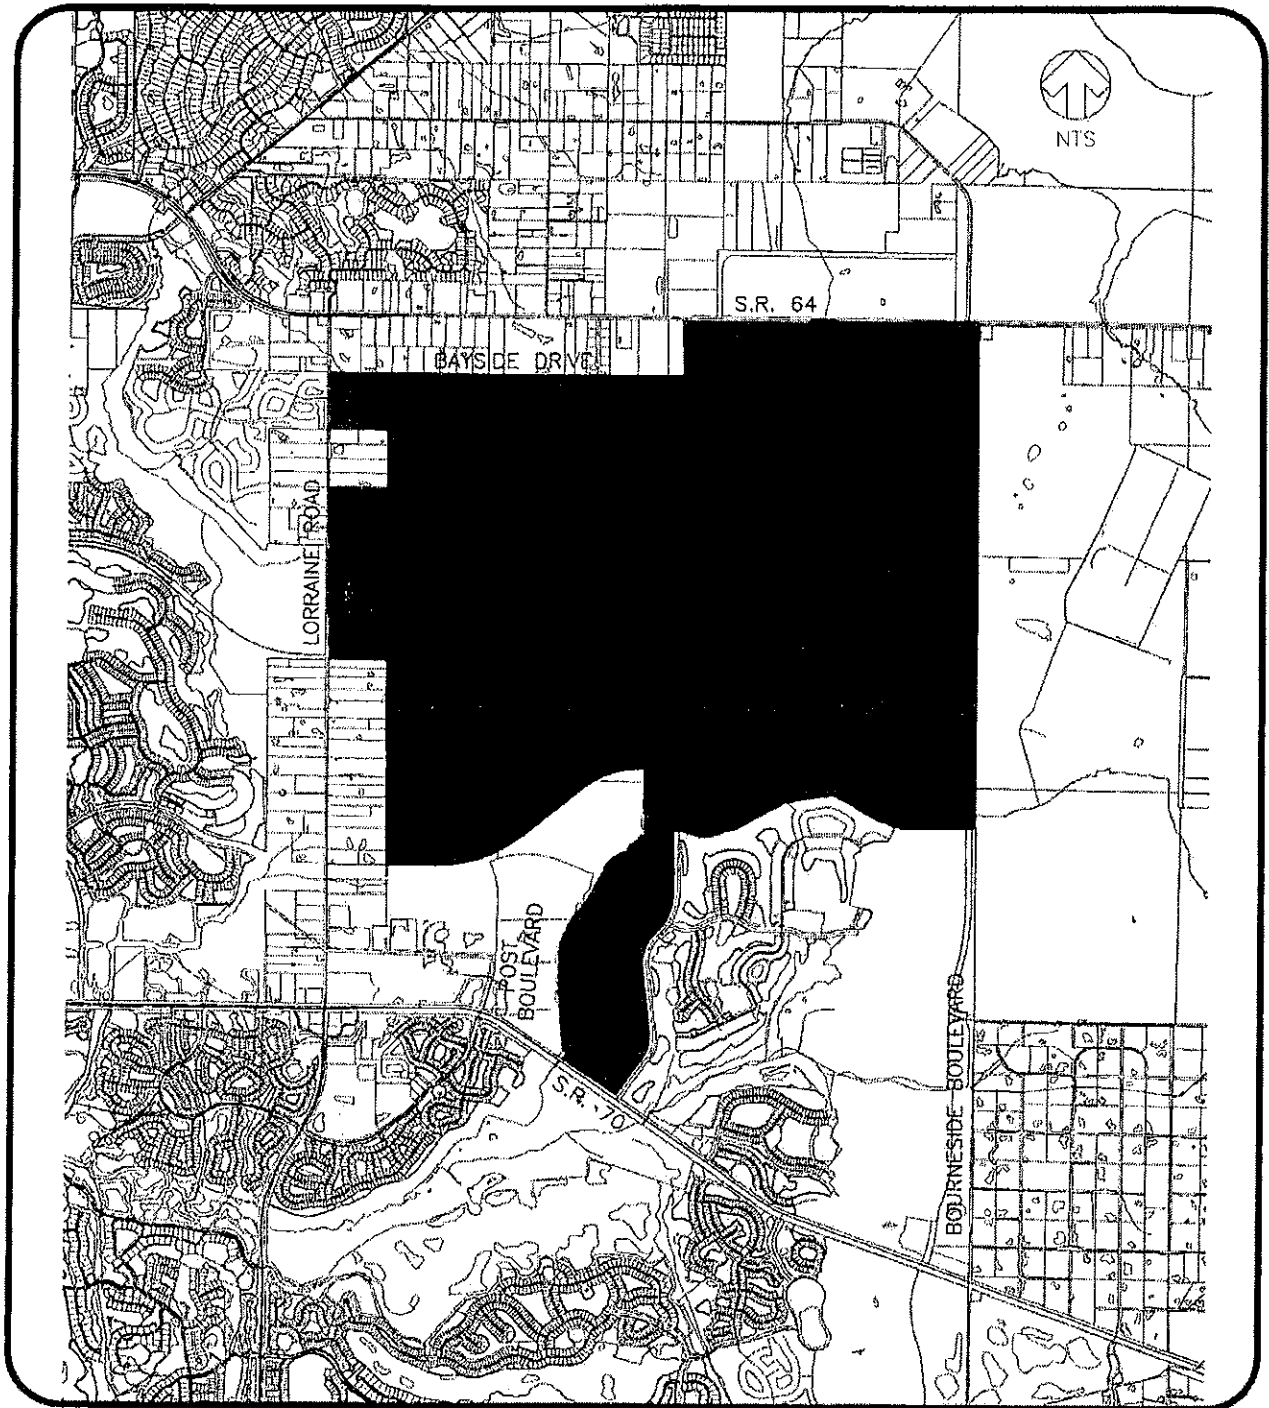 NTS
S.R. 64
BAYSIDE DRIVE
LORRAINE ROAD
POST
BOULEVARD
BOURNESIDE BOULEVARD
S.R. 70